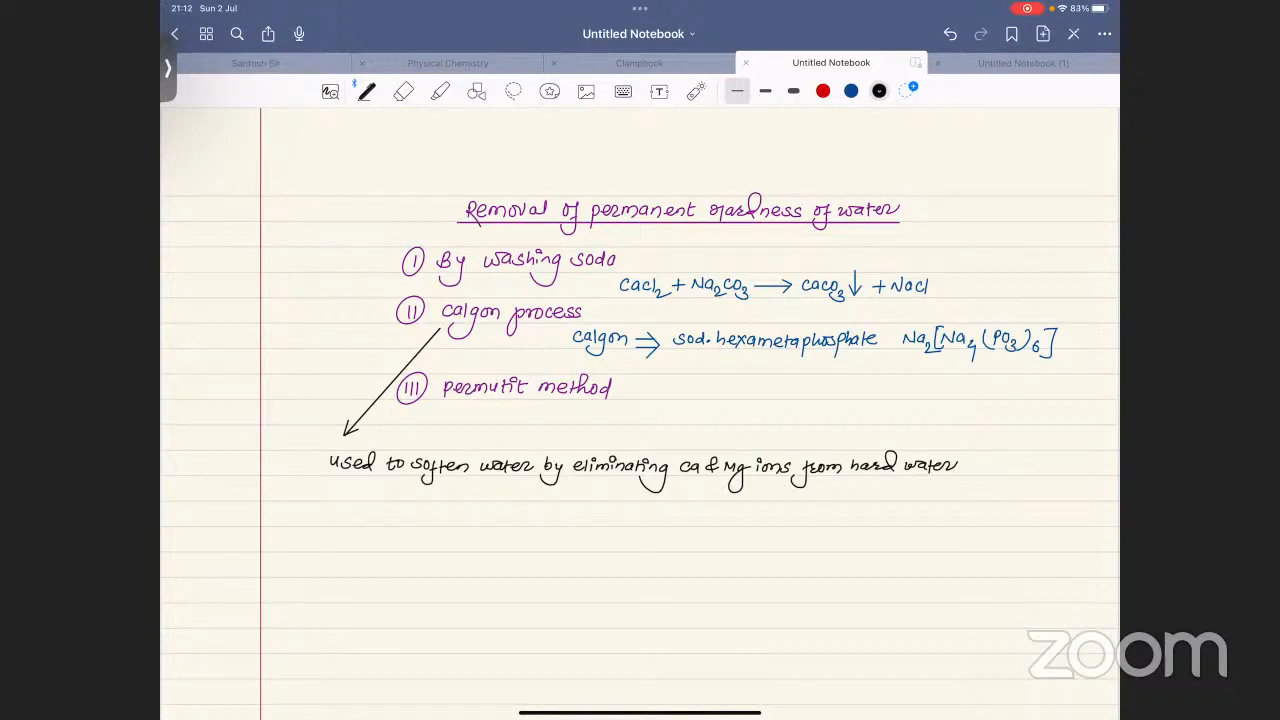 21:12 Sun 2 Jul
83%
Untitled Notebook
Santosh Sir
Physical Chemistry
Clampbook
Untitled Notebook
Untitled Notebook (1)
Removal of permanent Hardness of water
I By washing soda
CaCl2 + Na2CO3 → CaCO3↓ + NaCl
II calgon process
calgon ⇒ sod. hexametaphosphate Na2[Na4(PO3)6]
III permutit method
used to soften water by eliminating Ca & Mg ions from hard water
zoom